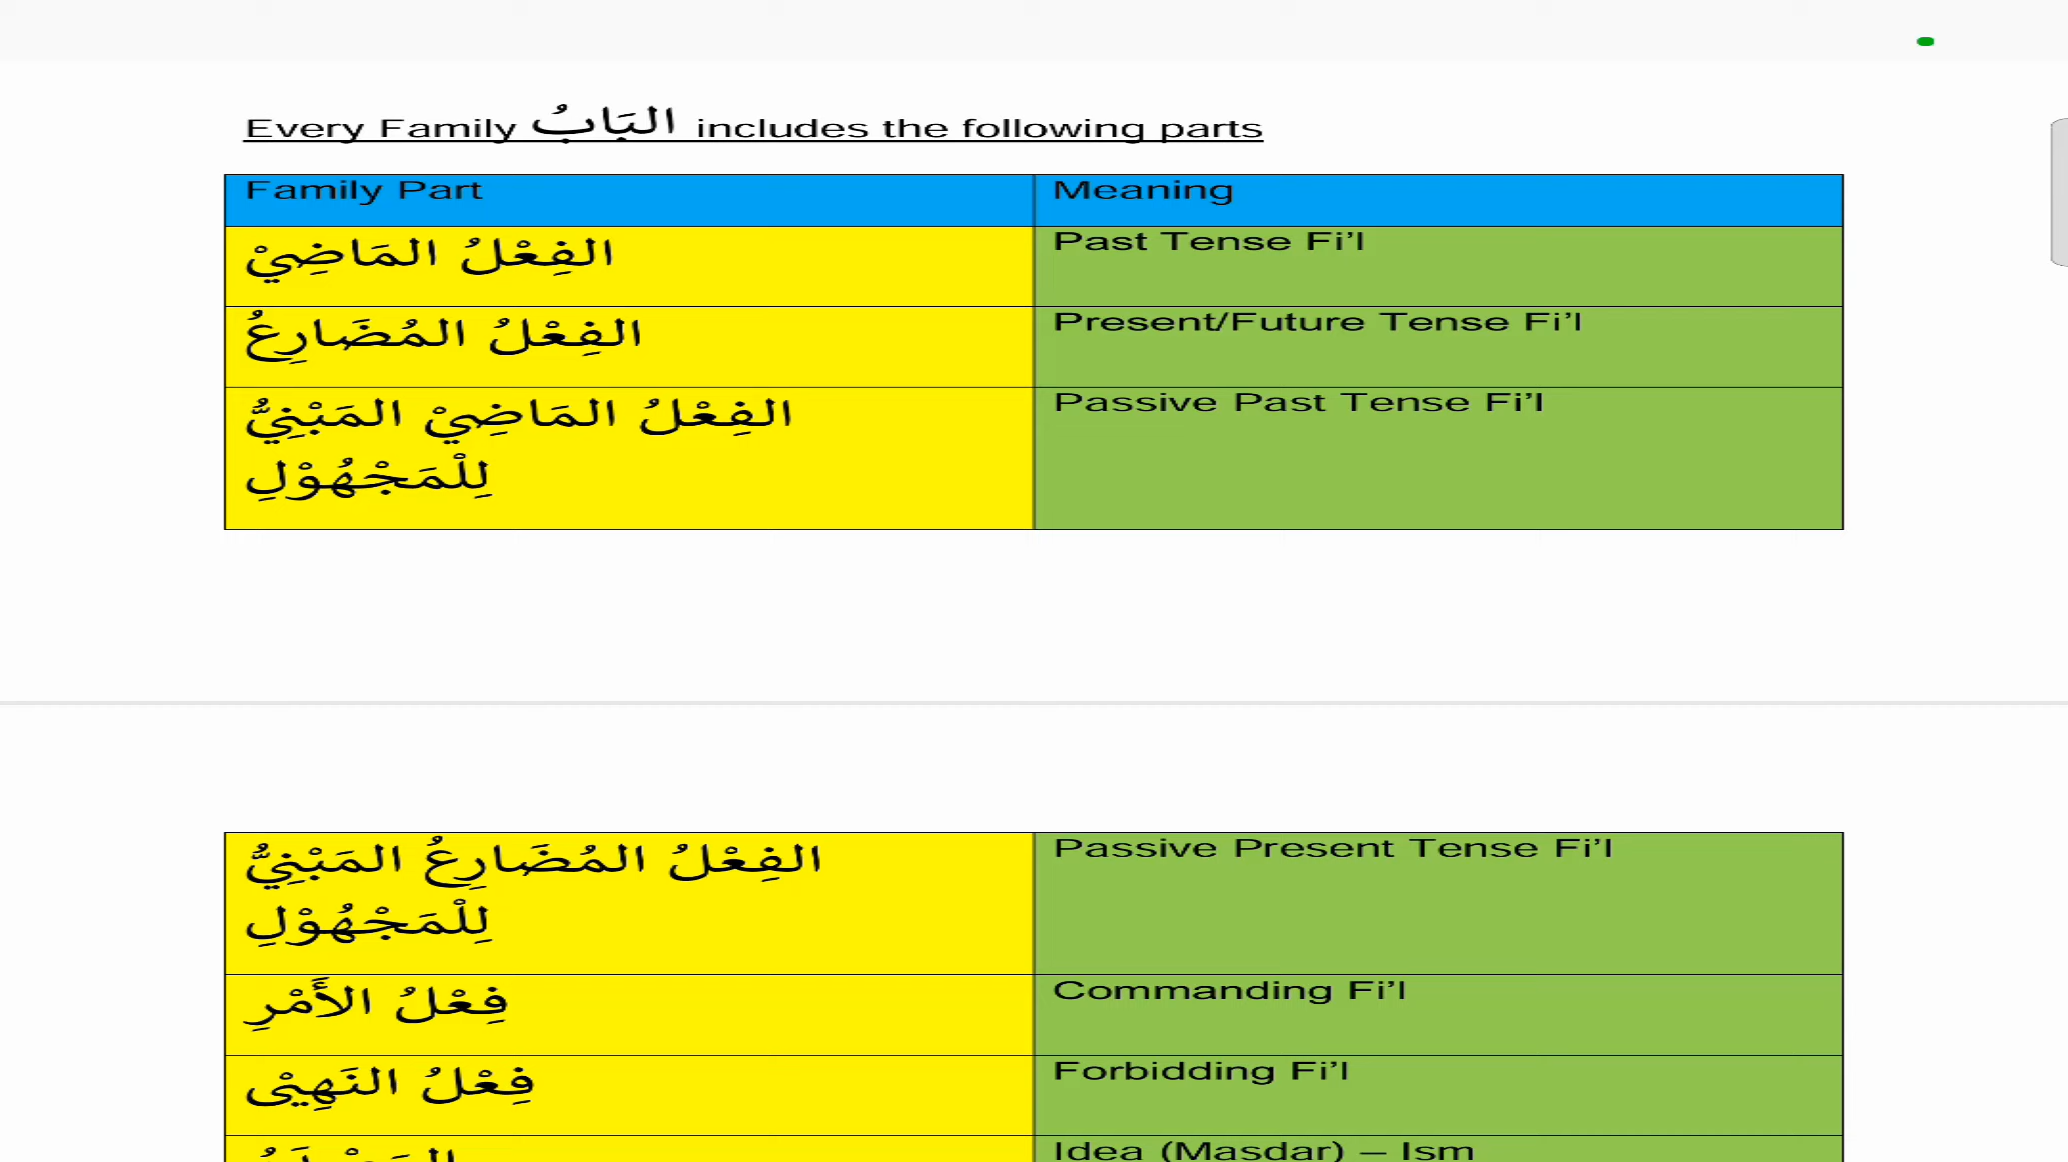 Every Family البَابُ includes the following parts
Family Part
Meaning
الفِعْلُ المَاضِيْ
Past Tense Fi’l
الفِعْلُ المُضَارِعُ
Present/Future Tense Fi’l
الفِعْلُ المَاضِيْ المَبْنِيُّ
لِلْمَجْهُوْلِ
Passive Past Tense Fi’l
الفِعْلُ المُضَارِعُ المَبْنِيُّ
لِلْمَجْهُوْلِ
Passive Present Tense Fi’l
فِعْلُ الأَمْرِ
Commanding Fi’l
فِعْلُ النَهِيْى
Forbidding Fi’l
Idea (Masdar) – Ism